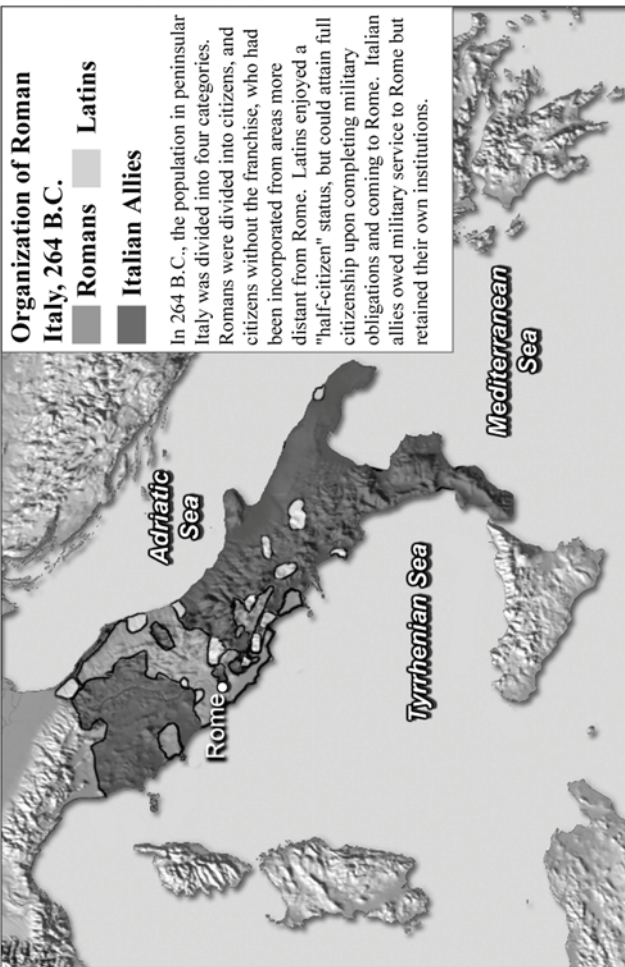 Organization of Roman
Italy, 264 B.C.
Romans Latins
Italian Allies
In 264 B.C., the population in peninsular
Italy was divided into four categories.
Romans were divided into citizens, and
citizens without the franchise, who had
been incorporated from areas more
distant from Rome. Latins enjoyed a
"half-citizen" status, but could attain full
citizenship upon completing military
obligations and coming to Rome. Italian
allies owed military service to Rome but
retained their own institutions.
Adriatic
Sea
Rome
Tyrrhenian Sea
Mediterranean
Sea